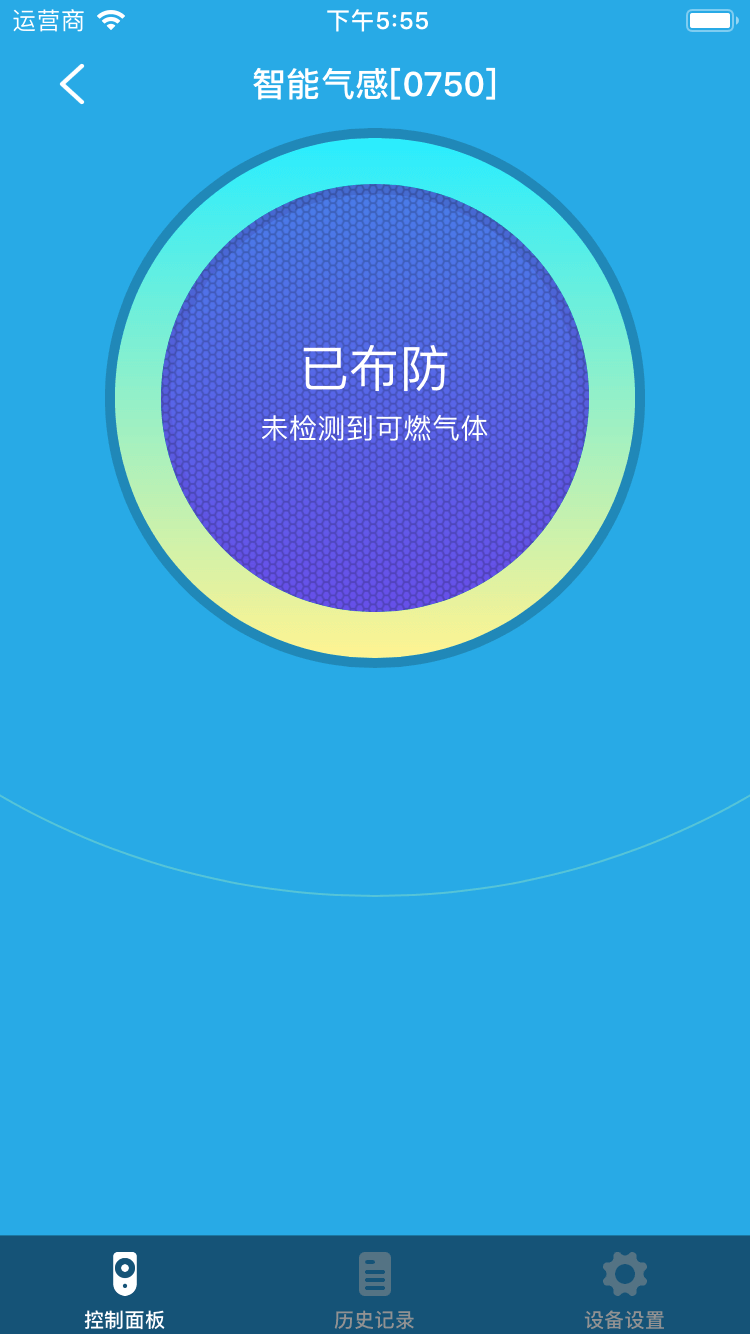 运营商 下午5:55
智能气感[0750]
已布防
未检测到可燃气体
控制面板 历史记录 设备设置